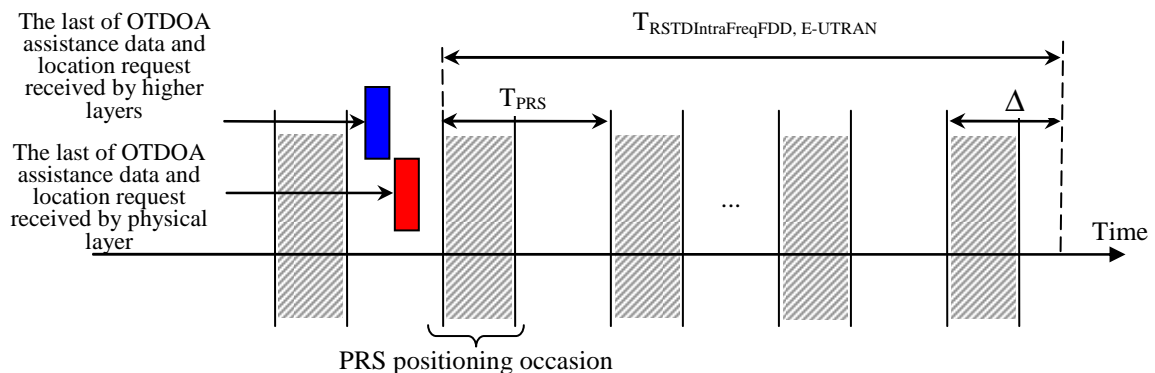 The last of OTDOA
assistance data and
location request
received by higher
layers
T_RSTDIntraFreqFDD, E-UTRAN
T_PRS
Δ
The last of OTDOA
assistance data and
location request
received by physical
layer
...
Time
PRS positioning occasion